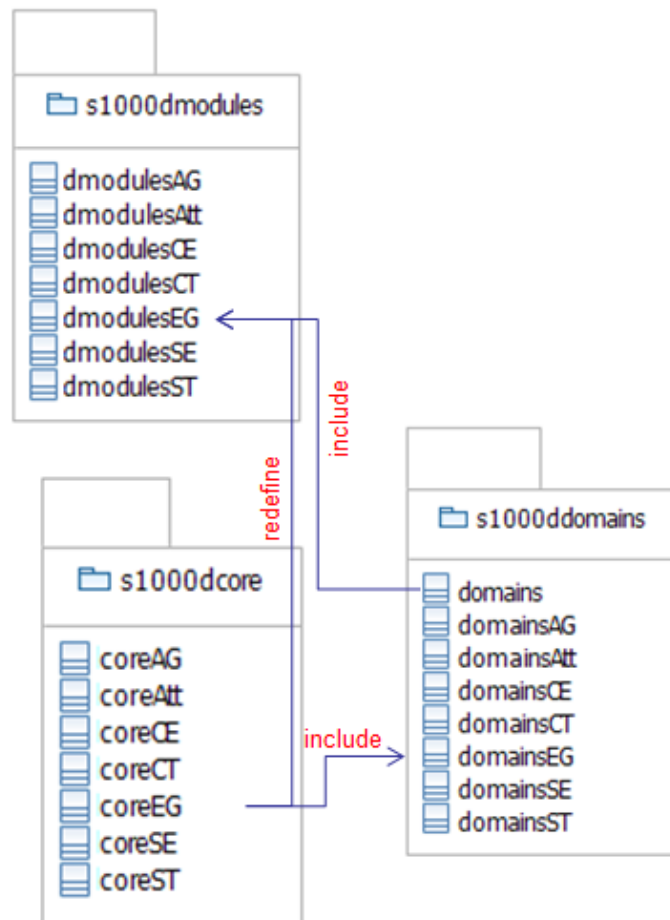 s1000dmodules
dmodulesAG
dmodulesAtt
dmodulesCE
dmodulesCT
dmodulesEG
dmodulesSE
dmodulesST
include
redefine
s1000ddomains
domains
domainsAG
domainsAtt
domainsCE
domainsCT
domainsEG
domainsSE
domainsST
s1000dcore
coreAG
coreAtt
coreCE
coreCT
coreEG
coreSE
coreST
include